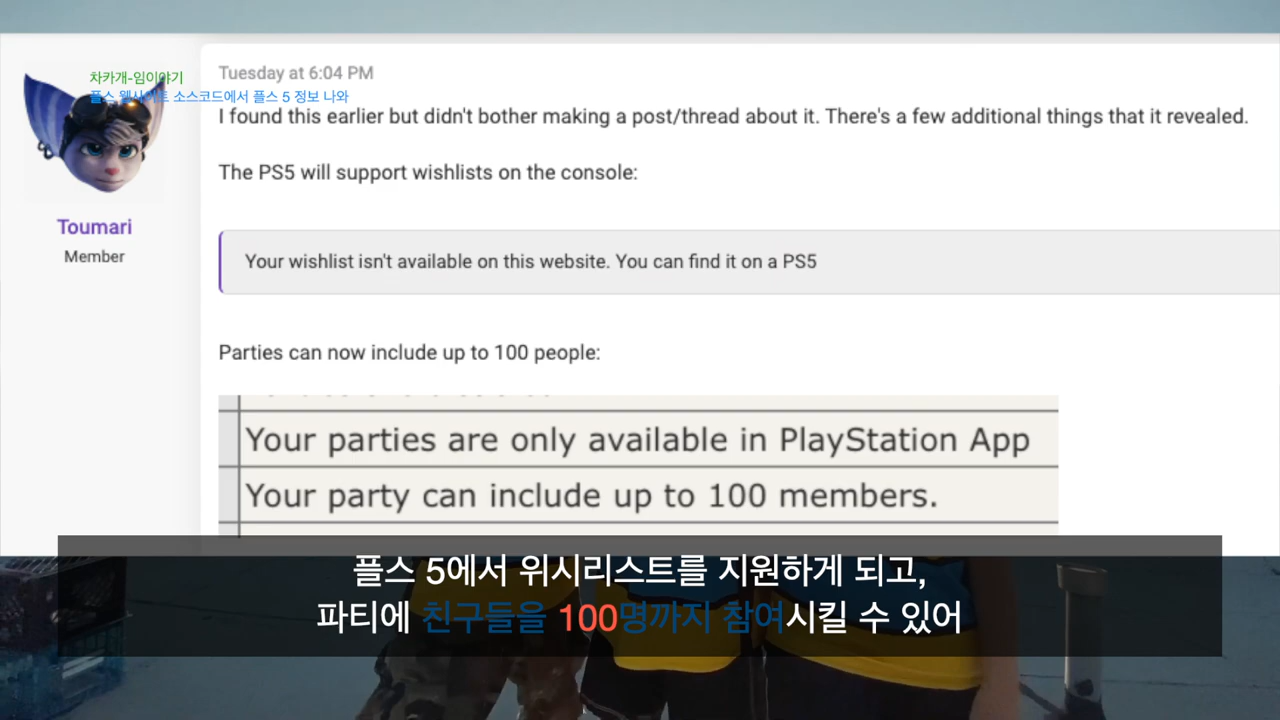 차카개-임이야기
플스 웹사이트 소스코드에서 플스 5 정보 나와
Tuesday at 6:04 PM
I found this earlier but didn't bother making a post/thread about it. There's a few additional things that it revealed.
The PS5 will support wishlists on the console:
Toumari
Member
Your wishlist isn't available on this website. You can find it on a PS5
Parties can now include up to 100 people:
Your parties are only available in PlayStation App
Your party can include up to 100 members.
플스 5에서 위시리스트를 지원하게 되고,
파티에 친구들을 100명까지 참여시킬 수 있어